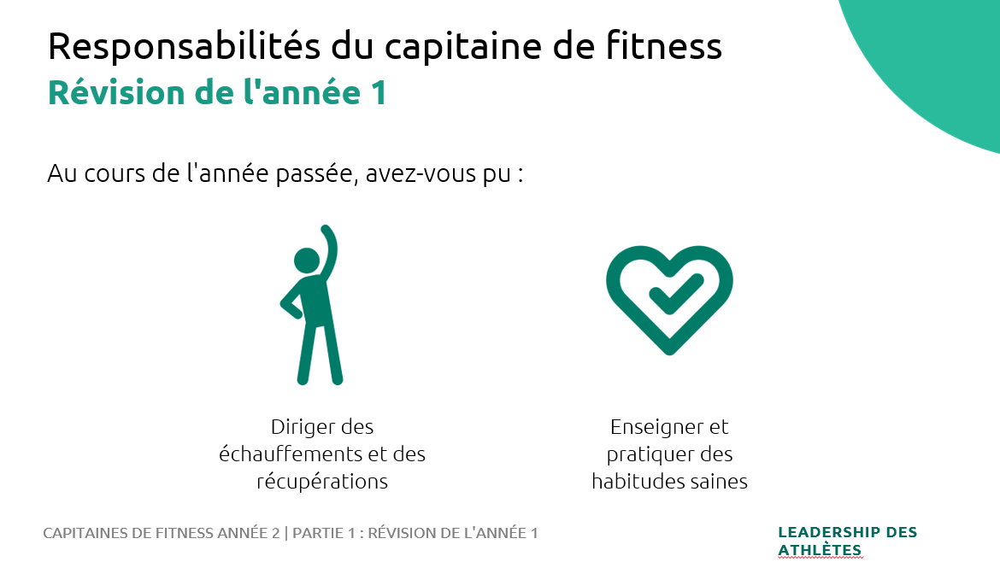 Responsabilités du capitaine de fitness
Révision de l'année 1
Au cours de l'année passée, avez-vous pu :
Diriger des
échauffements et des
récupérations
Enseigner et
pratiquer des
habitudes saines
CAPITAINES DE FITNESS ANNÉE 2 | PARTIE 1 : RÉVISION DE L'ANNÉE 1
LEADERSHIP DES
ATHLÈTES